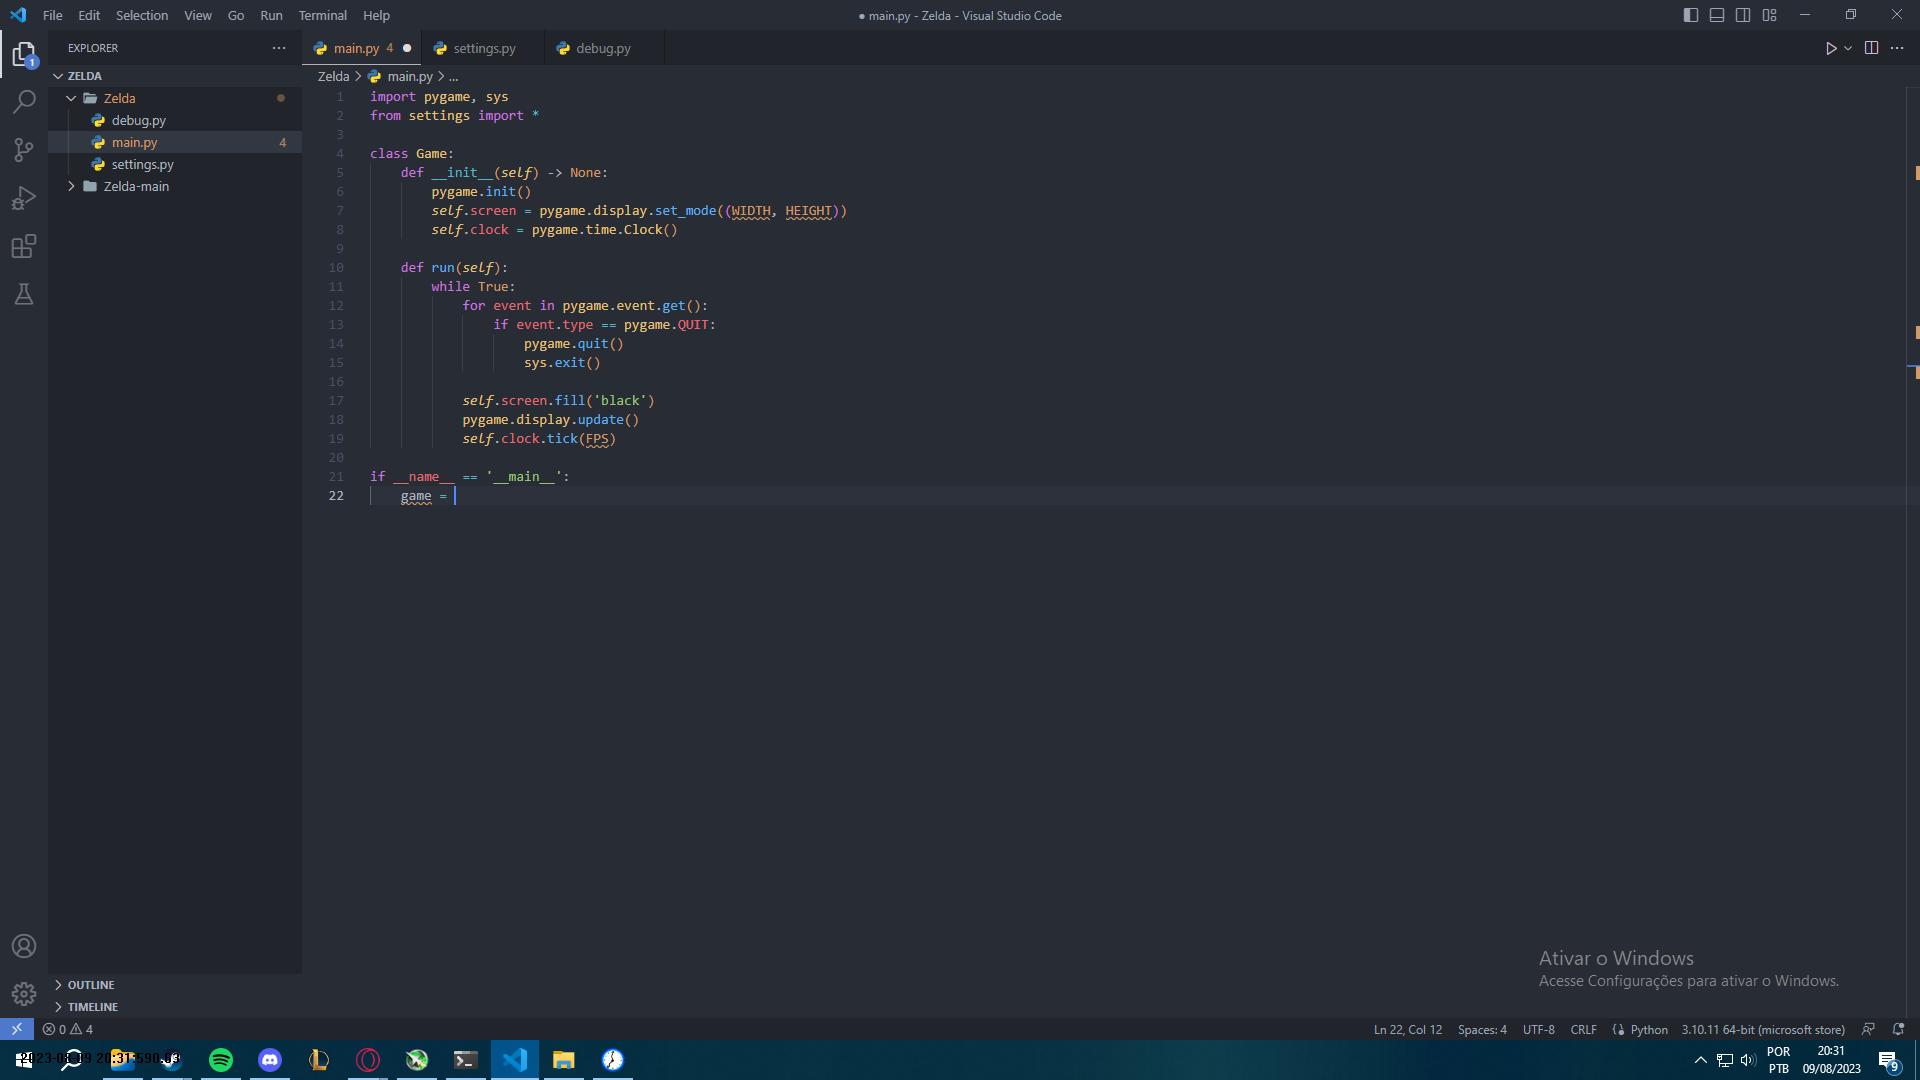 File Edit Selection View Go Run Terminal Help
● main.py - Zelda - Visual Studio Code
EXPLORER
main.py 4
settings.py
debug.py
1
ZELDA
Zelda
debug.py
main.py 4
settings.py
Zelda-main
Zelda > main.py > ...
1 import pygame, sys
2 from settings import *
3
4 class Game:
5 def __init__(self) -> None:
6 pygame.init()
7 self.screen = pygame.display.set_mode((WIDTH, HEIGHT))
8 self.clock = pygame.time.Clock()
9
10 def run(self):
11 while True:
12 for event in pygame.event.get():
13 if event.type == pygame.QUIT:
14 pygame.quit()
15 sys.exit()
16
17 self.screen.fill('black')
18 pygame.display.update()
19 self.clock.tick(FPS)
20
21 if __name__ == '__main__':
22 game =
Ativar o Windows
Acesse Configurações para ativar o Windows.
OUTLINE
TIMELINE
0 4
Ln 22, Col 12 Spaces: 4 UTF-8 CRLF Python 3.10.11 64-bit (microsoft store)
POR
PTB
20:31
09/08/2023
9